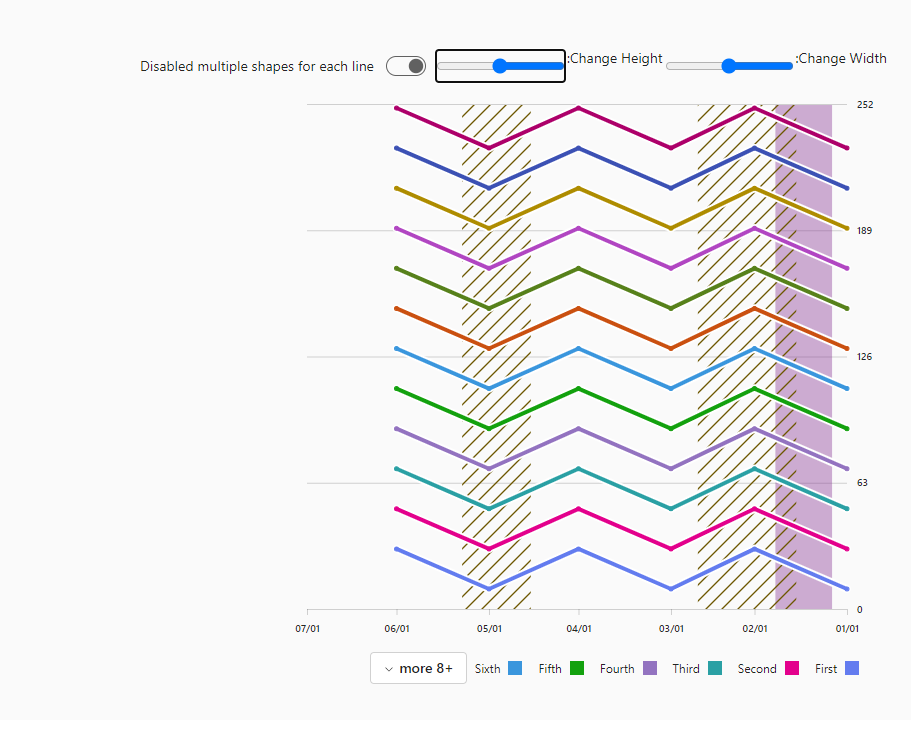 Disabled multiple shapes for each line
:Change Height
:Change Width
252
189
126
63
0
07/01 06/01 05/01 04/01 03/01 02/01 01/01
more 8+ Sixth Fifth Fourth Third Second First